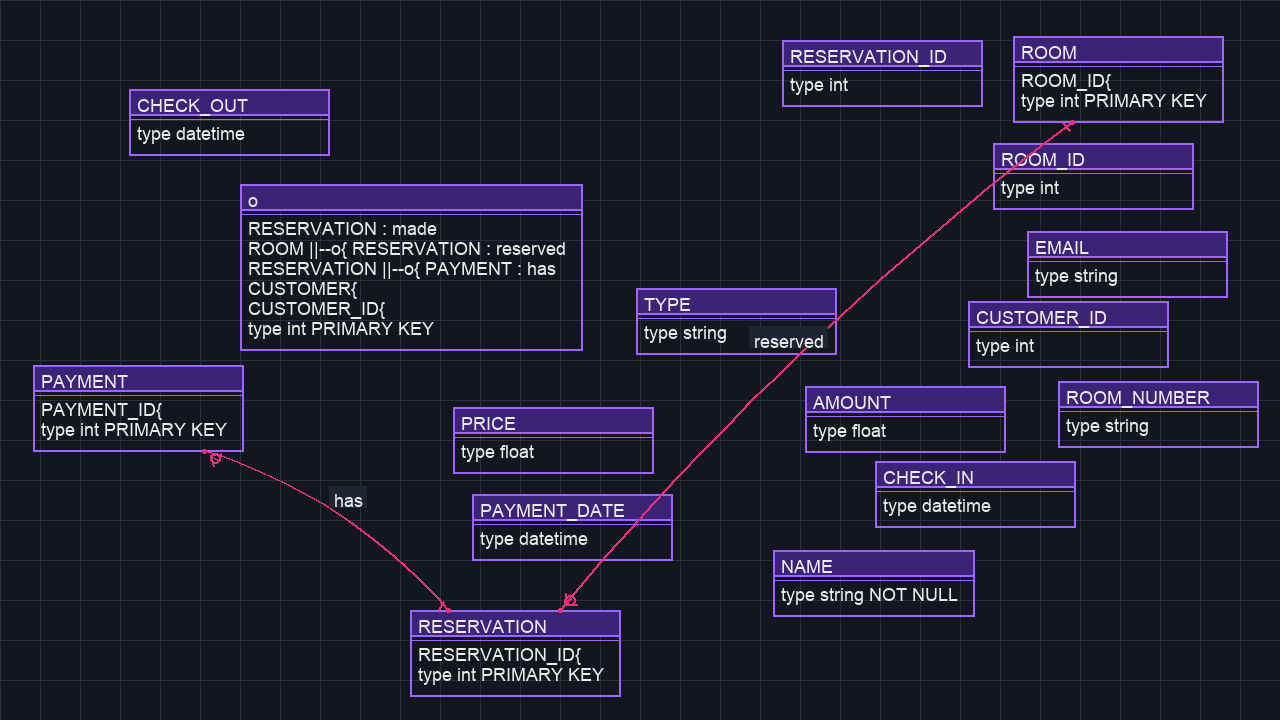 RESERVATION_ID
type int
ROOM
ROOM_ID{
type int PRIMARY KEY
CHECK_OUT
type datetime
ROOM_ID
type int
o
RESERVATION : made
ROOM ||--o{ RESERVATION : reserved
RESERVATION ||--o{ PAYMENT : has
CUSTOMER{
CUSTOMER_ID{
type int PRIMARY KEY
EMAIL
type string
TYPE
type string
reserved
CUSTOMER_ID
type int
PAYMENT
PAYMENT_ID{
type int PRIMARY KEY
PRICE
type float
AMOUNT
type float
ROOM_NUMBER
type string
CHECK_IN
type datetime
has
PAYMENT_DATE
type datetime
NAME
type string NOT NULL
RESERVATION
RESERVATION_ID{
type int PRIMARY KEY